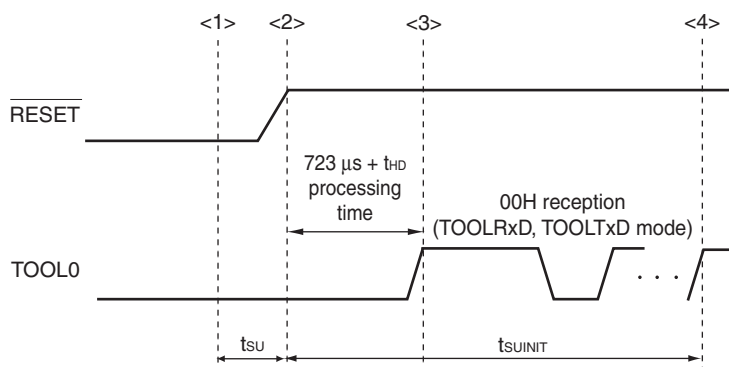 <1> <2> <3> <4>
RESET
723 μs + tHD
processing
time
00H reception
(TOOLRxD, TOOLTxD mode)
TOOL0
. . .
tSU
tSUINIT